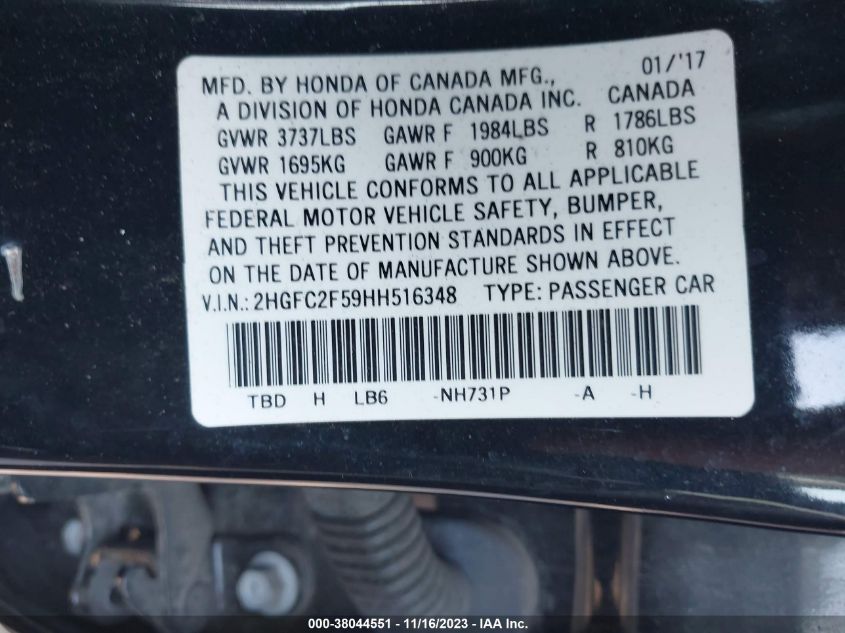 MFD. BY HONDA OF CANADA MFG., 01/'17
A DIVISION OF HONDA CANADA INC. CANADA
GVWR 3737LBS GAWR F 1984LBS R 1786LBS
GVWR 1695KG GAWR F 900KG R 810KG
THIS VEHICLE CONFORMS TO ALL APPLICABLE
FEDERAL MOTOR VEHICLE SAFETY, BUMPER,
AND THEFT PREVENTION STANDARDS IN EFFECT
ON THE DATE OF MANUFACTURE SHOWN ABOVE.
V.I.N.: 2HGFC2F59HH516348 TYPE: PASSENGER CAR
TBD H LB6 -NH731P -A -H
000-38044551 - 11/16/2023 - IAA Inc.